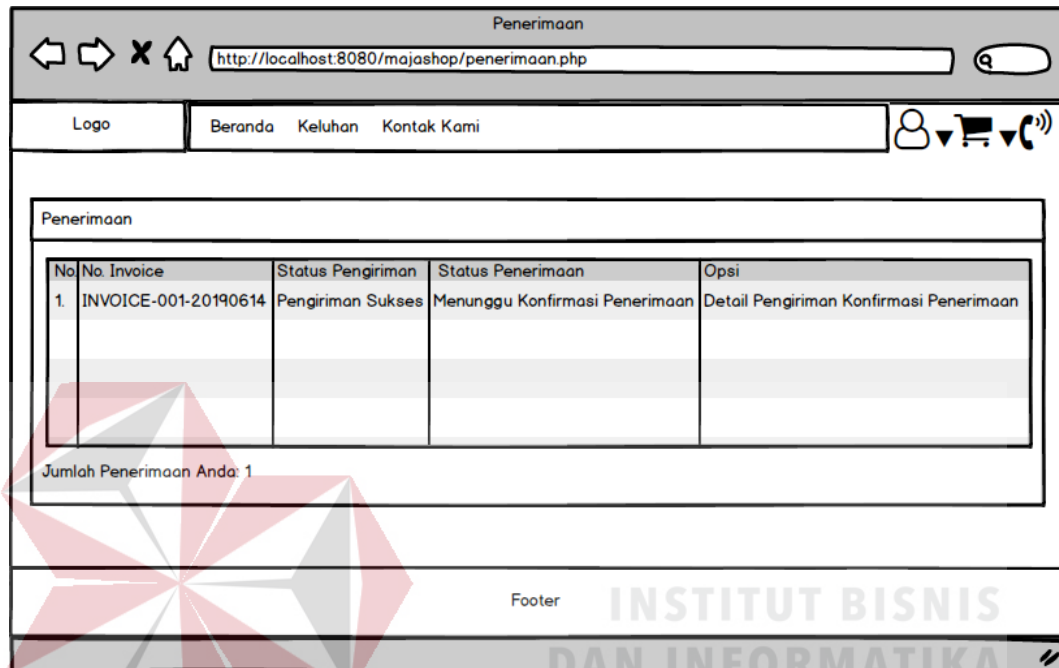 Penerimaan
http://localhost:8080/majashop/penerimaan.php
Logo
Beranda Keluhan Kontak Kami
Penerimaan
No. No. Invoice Status Pengiriman Status Penerimaan Opsi
1. INVOICE-001-20190614 Pengiriman Sukses Menunggu Konfirmasi Penerimaan Detail Pengiriman Konfirmasi Penerimaan
Jumlah Penerimaan Anda: 1
Footer
INSTITUT BISNIS
DAN INFORMATIKA